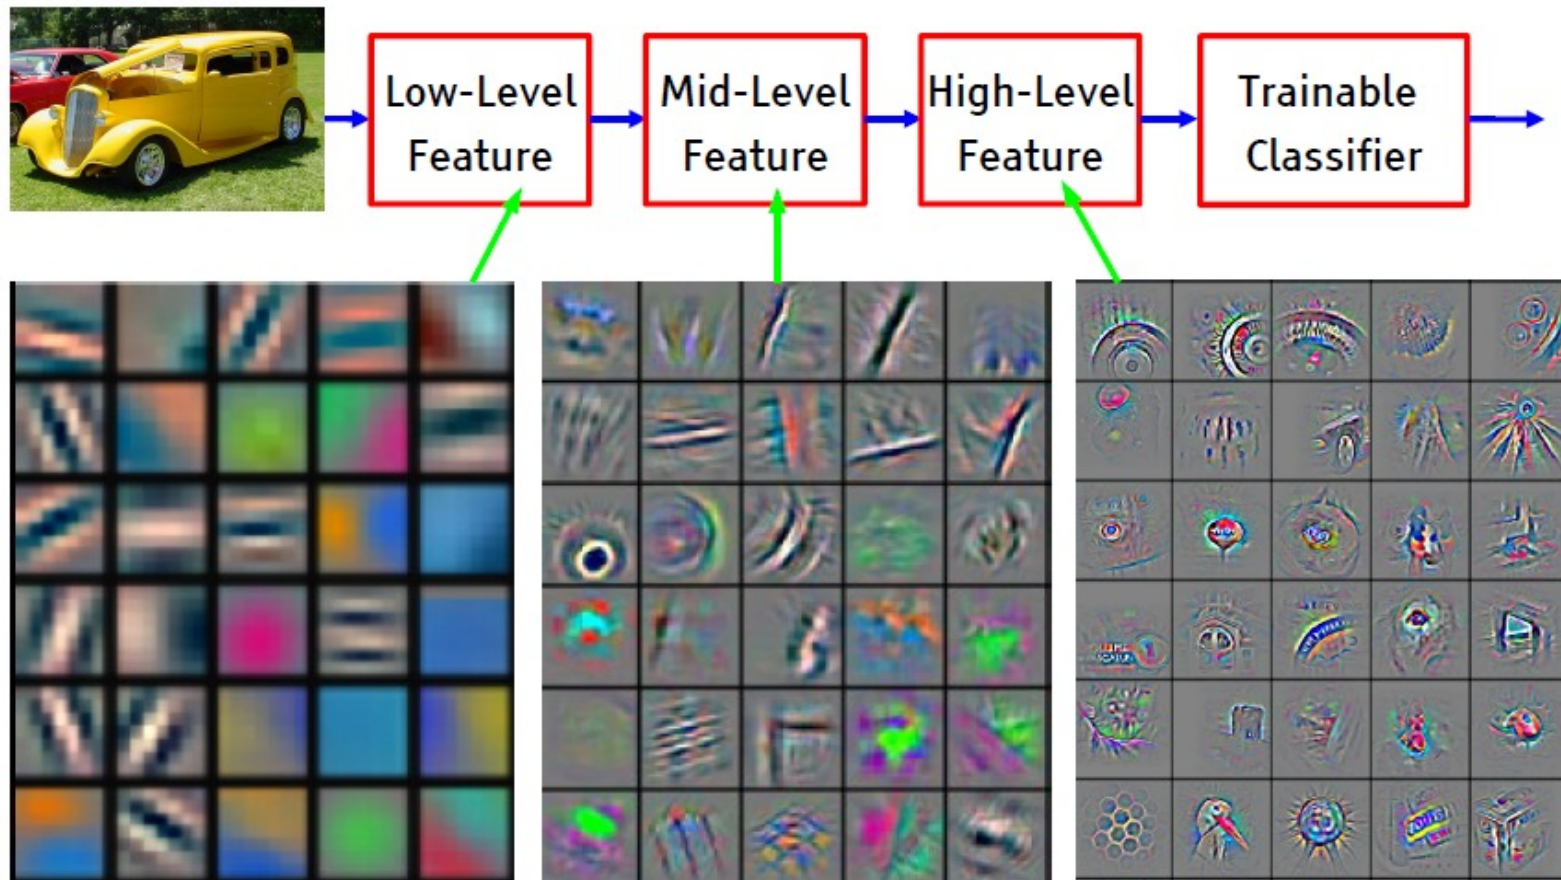 Low-Level
Feature
Mid-Level
Feature
High-Level
Feature
Trainable
Classifier